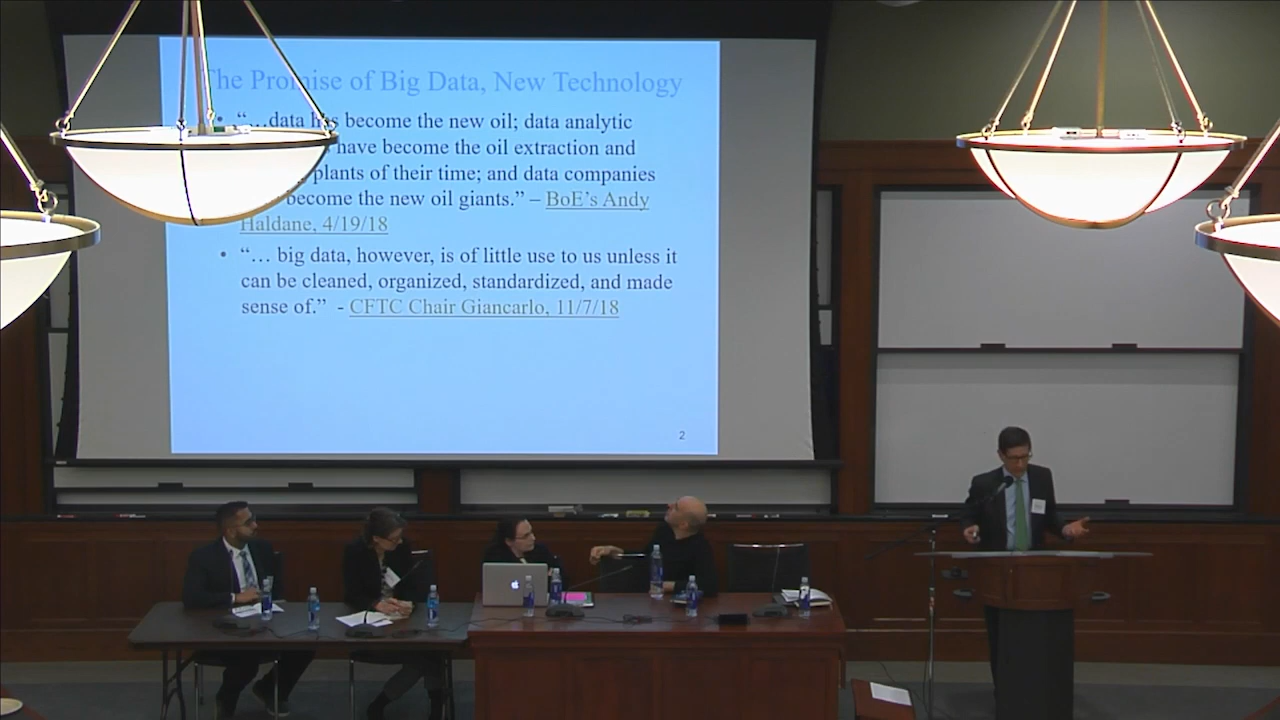 The Promise of Big Data, New Technology
• “…data has become the new oil; data analytic
have become the oil extraction and
plants of their time; and data companies
become the new oil giants.” – BoE’s Andy
Haldane, 4/19/18
• “… big data, however, is of little use to us unless it
can be cleaned, organized, standardized, and made
sense of.” - CFTC Chair Giancarlo, 11/7/18
2